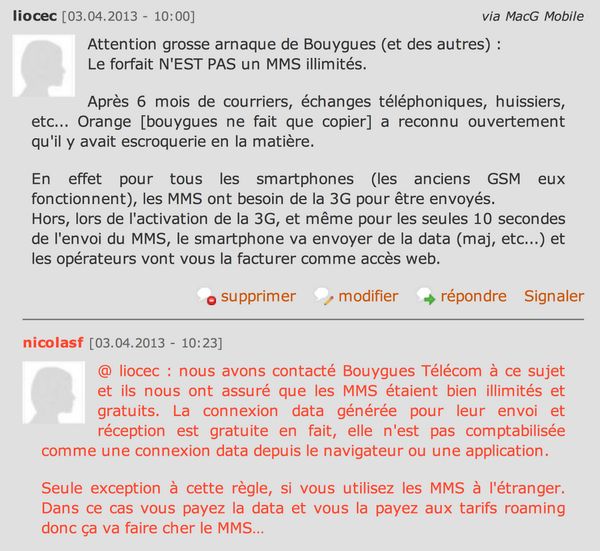 liocec [03.04.2013 - 10:00] via MacG Mobile
Attention grosse arnaque de Bouygues (et des autres) :
Le forfait N'EST PAS un MMS illimités.
Après 6 mois de courriers, échanges téléphoniques, huissiers,
etc... Orange [bouygues ne fait que copier] a reconnu ouvertement
qu'il y avait escroquerie en la matière.
En effet pour tous les smartphones (les anciens GSM eux
fonctionnent), les MMS ont besoin de la 3G pour être envoyés.
Hors, lors de l'activation de la 3G, et même pour les seules 10 secondes
de l'envoi du MMS, le smartphone va envoyer de la data (maj, etc...) et
les opérateurs vont vous la facturer comme accès web.
supprimer modifier répondre Signaler
nicolasf [03.04.2013 - 10:23]
@ liocec : nous avons contacté Bouygues Télécom à ce sujet
et ils nous ont assuré que les MMS étaient bien illimités et
gratuits. La connexion data générée pour leur envoi et
réception est gratuite en fait, elle n'est pas comptabilisée
comme une connexion data depuis le navigateur ou une application.
Seule exception à cette règle, si vous utilisez les MMS à l'étranger.
Dans ce cas vous payez la data et vous la payez aux tarifs roaming
donc ça va faire cher le MMS…